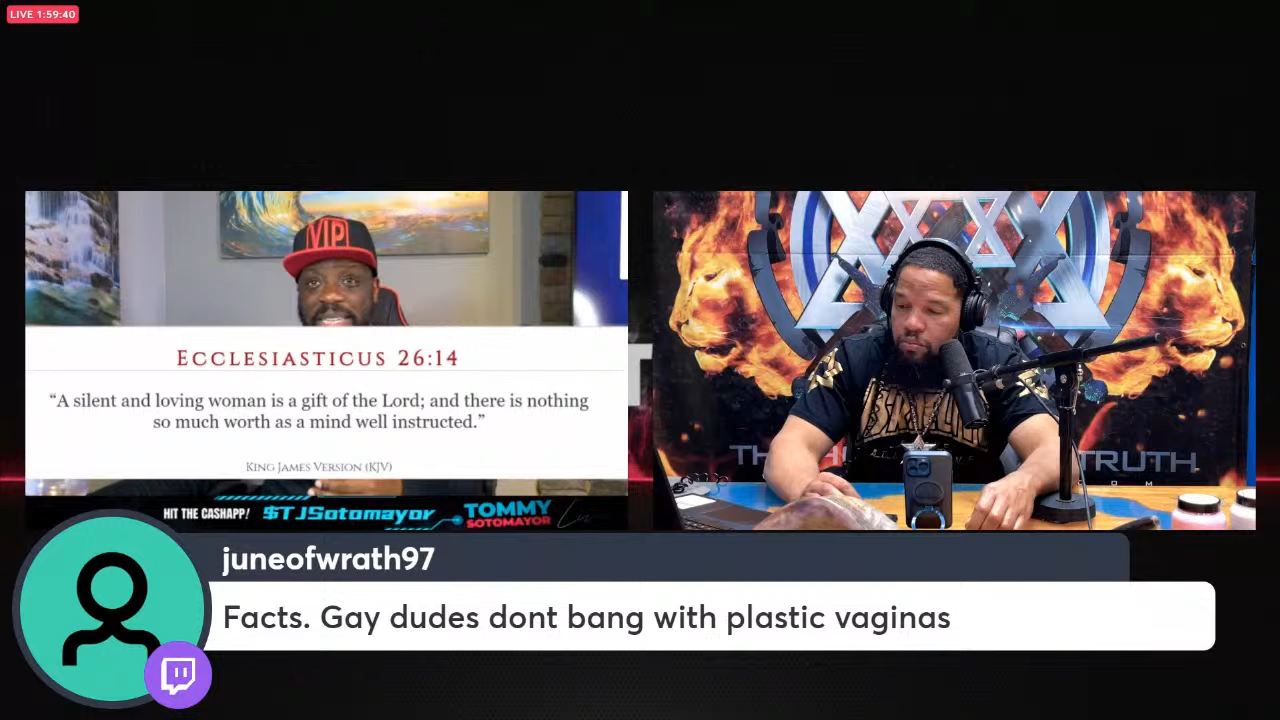 LIVE 1:59:40
VIP
ECCLESIASTICUS 26:14
“A silent and loving woman is a gift of the Lord; and there is nothing
so much worth as a mind well instructed.”
KING JAMES VERSION (KJV)
HIT THE CASHAPP! $TJSotomayor
TOMMY
SOTOMAYOR
TRUTH
juneofwrath97
Facts. Gay dudes dont bang with plastic vaginas